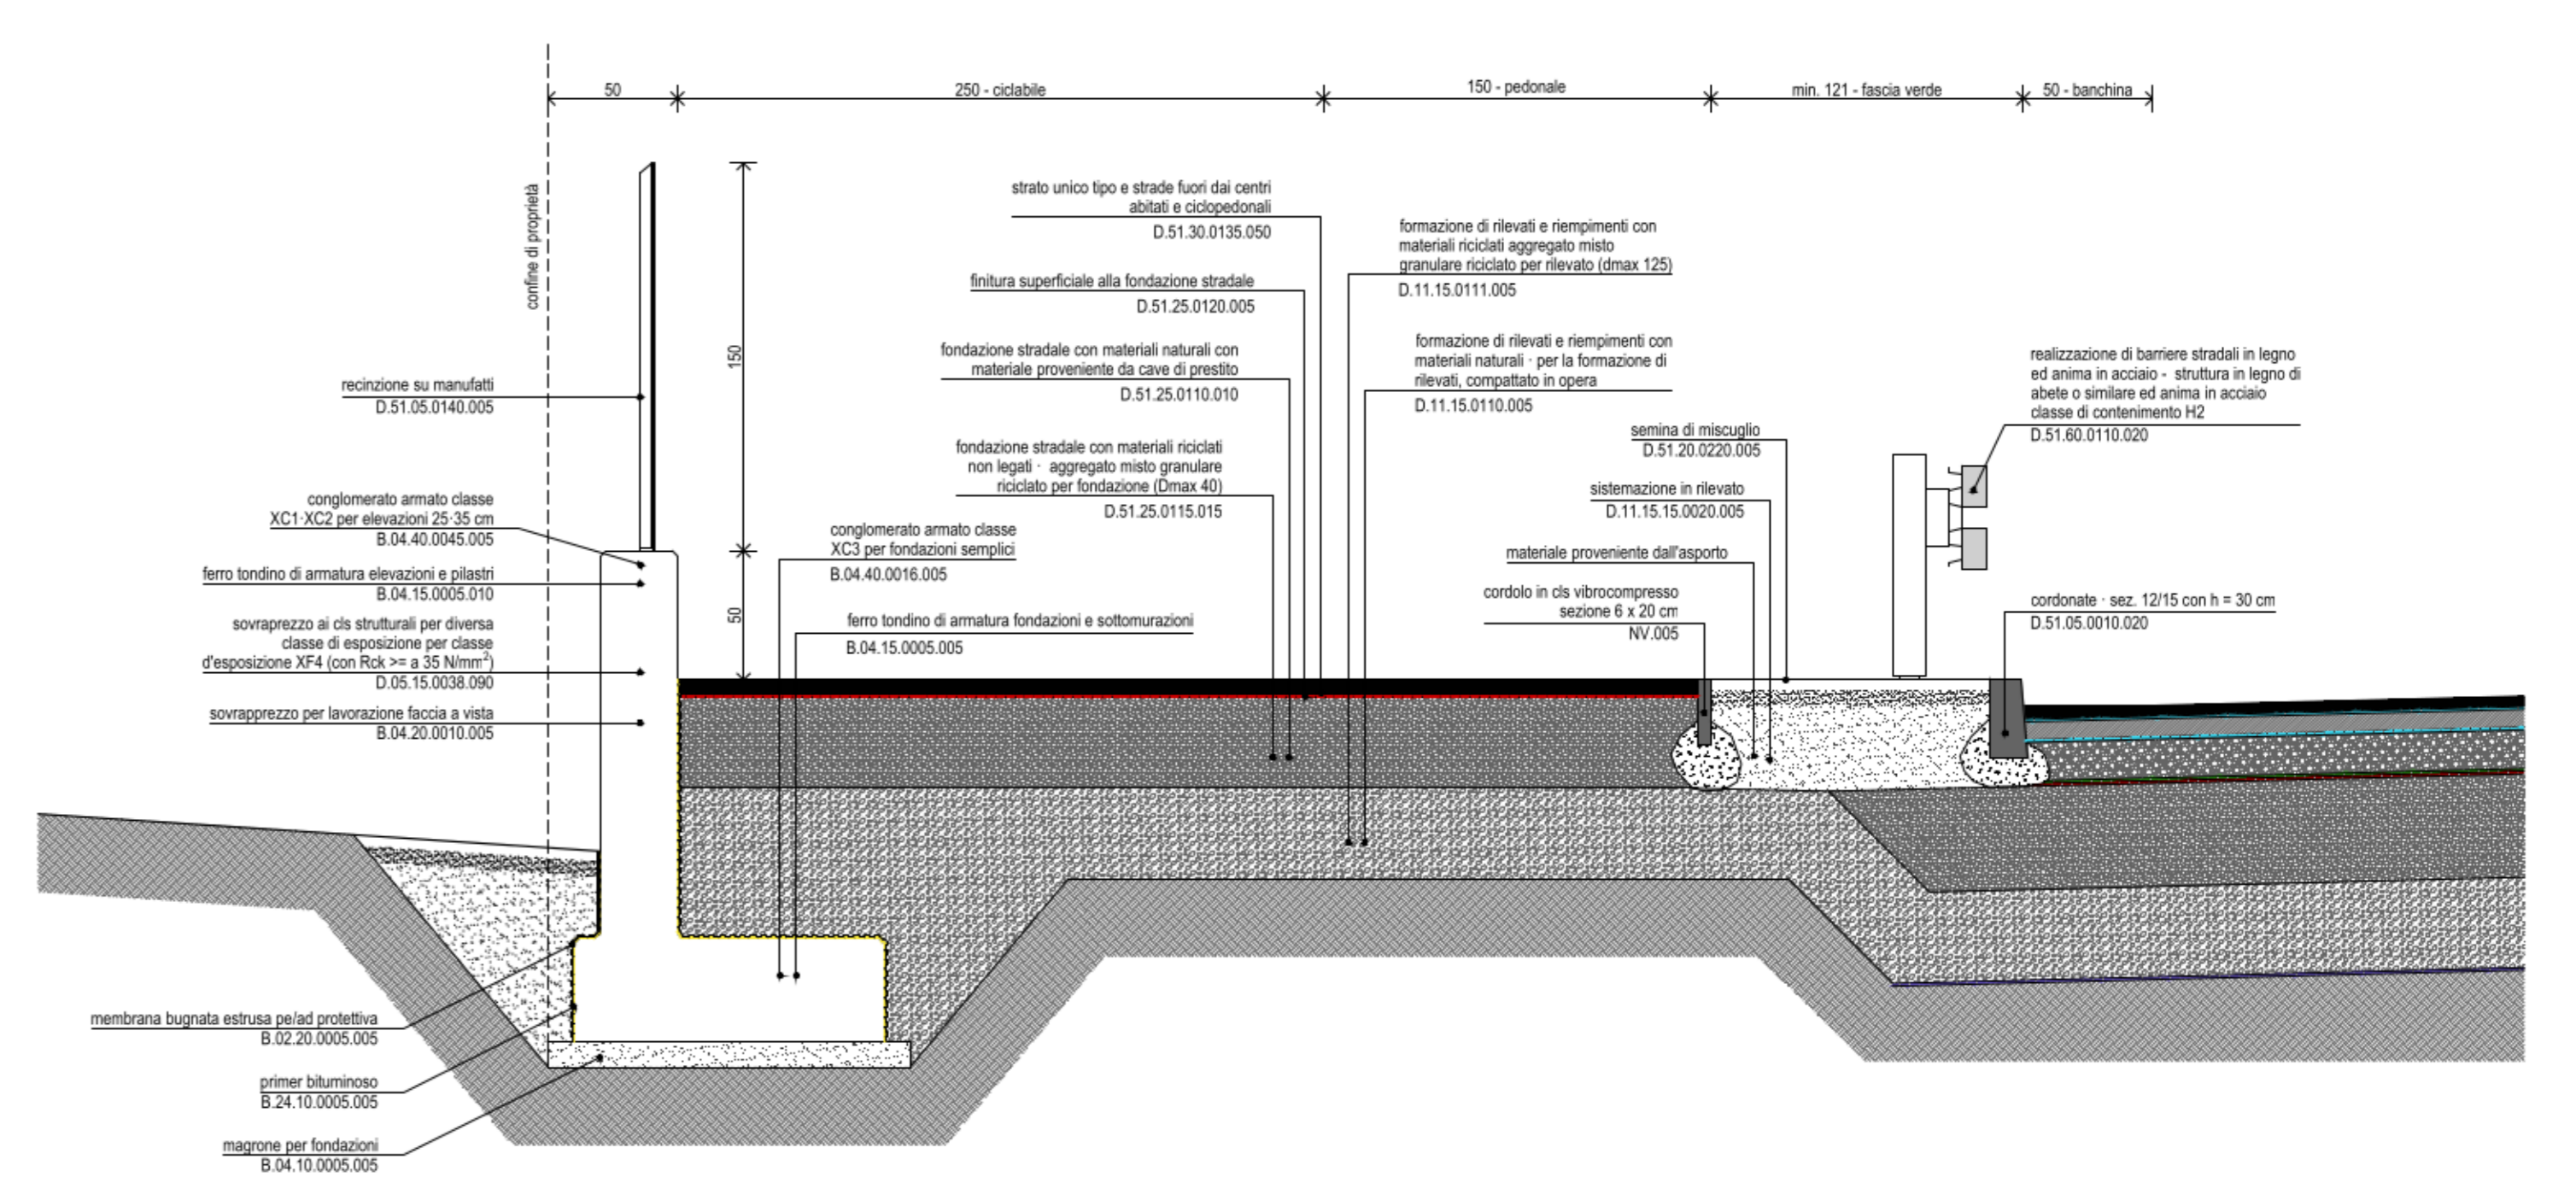 50
250 - ciclabile
150 - pedonale
min. 121 - fascia verde
50 - banchina
confine di proprietà
150
50
recinzione su manufatti
D.51.05.0140.005
conglomerato armato classe
XC1·XC2 per elevazioni 25·35 cm
B.04.40.0045.005
ferro tondino di armatura elevazioni e pilastri
B.04.15.0005.010
sovraprezzo ai cls strutturali per diversa
classe di esposizione per classe
d'esposizione XF4 (con Rck >= a 35 N/mm²)
D.05.15.0038.090
sovrapprezzo per lavorazione faccia a vista
B.04.20.0010.005
membrana bugnata estrusa pe/ad protettiva
B.02.20.0005.005
primer bituminoso
B.24.10.0005.005
magrone per fondazioni
B.04.10.0005.005
strato unico tipo e strade fuori dai centri
abitati e ciclopedonali
D.51.30.0135.050
finitura superficiale alla fondazione stradale
D.51.25.0120.005
fondazione stradale con materiali naturali con
materiale proveniente da cave di prestito
D.51.25.0110.010
fondazione stradale con materiali riciclati
non legati · aggregato misto granulare
riciclato per fondazione (Dmax 40)
D.51.25.0115.015
conglomerato armato classe
XC3 per fondazioni semplici
B.04.40.0016.005
ferro tondino di armatura fondazioni e sottomurazioni
B.04.15.0005.005
formazione di rilevati e riempimenti con
materiali riciclati aggregato misto
granulare riciclato per rilevato (dmax 125)
D.11.15.0111.005
formazione di rilevati e riempimenti con
materiali naturali · per la formazione di
rilevati, compattato in opera
D.11.15.0110.005
semina di miscuglio
D.51.20.0220.005
sistemazione in rilevato
D.11.15.15.0020.005
materiale proveniente dall'asporto
cordolo in cls vibrocompresso
sezione 6 x 20 cm
NV.005
realizzazione di barriere stradali in legno
ed anima in acciaio - struttura in legno di
abete o similare ed anima in acciaio
classe di contenimento H2
D.51.60.0110.020
cordonate · sez. 12/15 con h = 30 cm
D.51.05.0010.020